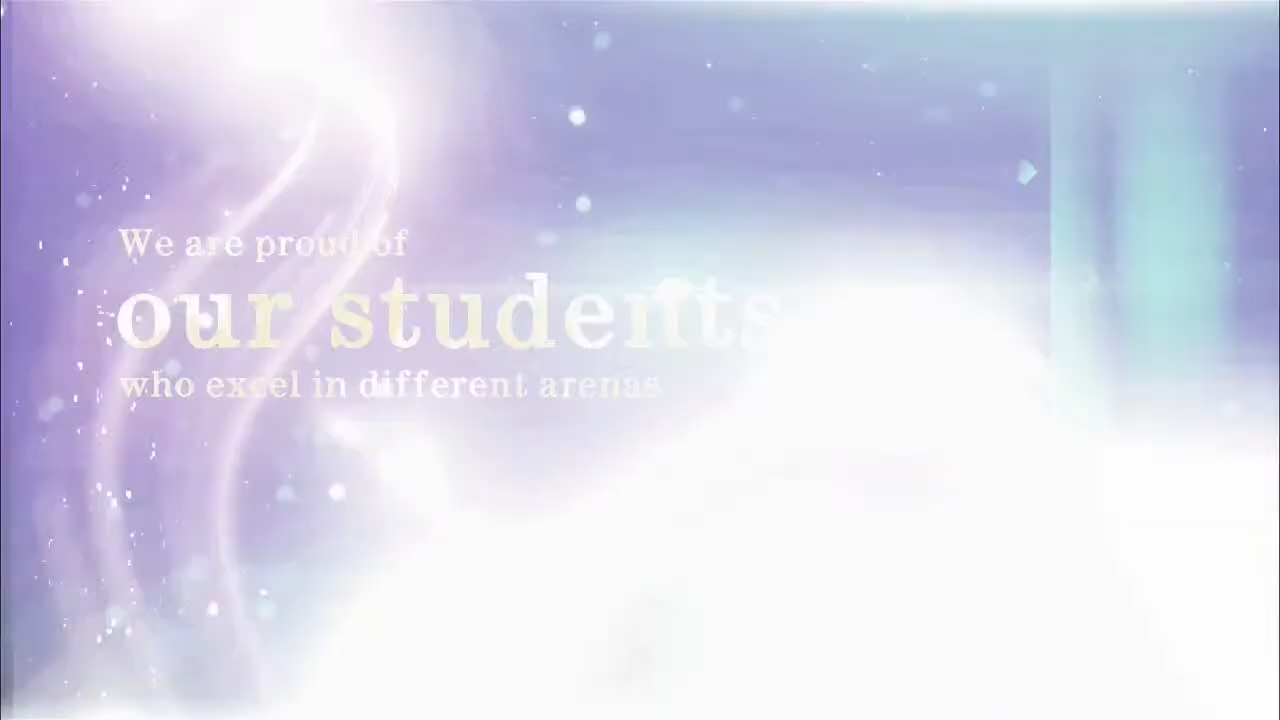 We are proud of
our students
who excel in different arenas